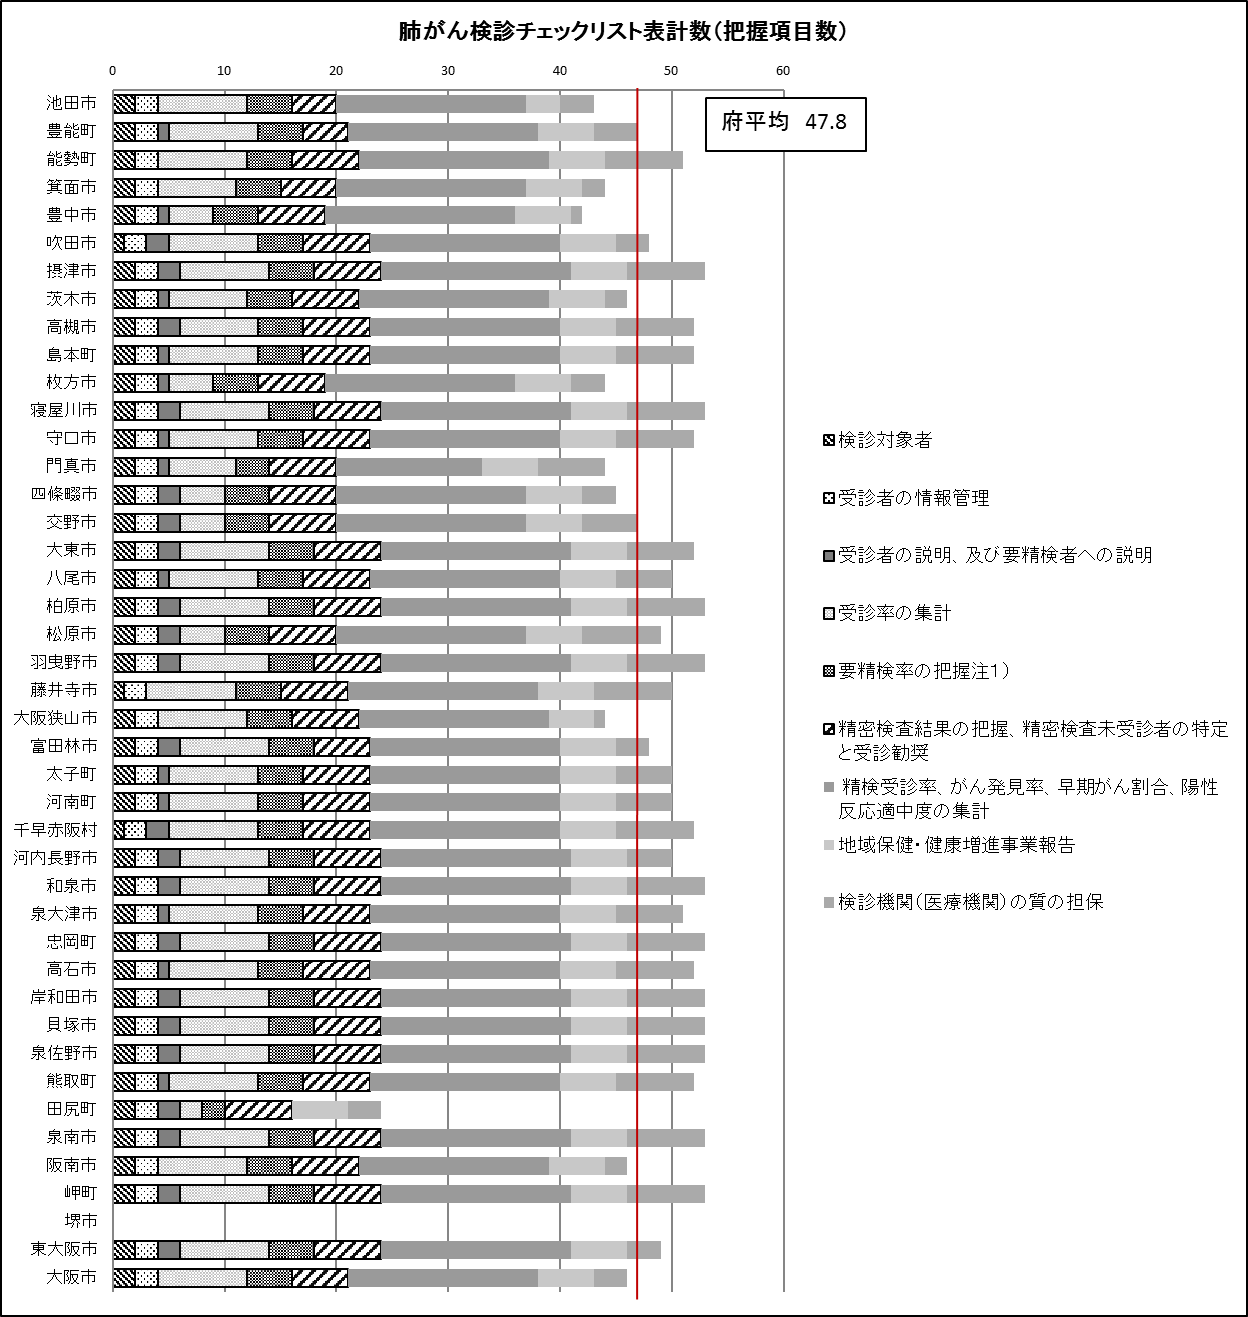 肺がん検診チェックリスト表計数（把握項目数）
0 10 20 30 40 50 60
府平均 47.8
池田市
豊能町
能勢町
箕面市
豊中市
吹田市
摂津市
茨木市
高槻市
島本町
枚方市
寝屋川市
守口市
門真市
四條畷市
交野市
大東市
八尾市
柏原市
松原市
羽曳野市
藤井寺市
大阪狭山市
富田林市
太子町
河南町
千早赤阪村
河内長野市
和泉市
泉大津市
忠岡町
高石市
岸和田市
貝塚市
泉佐野市
熊取町
田尻町
泉南市
阪南市
岬町
堺市
東大阪市
大阪市
検診対象者
受診者の情報管理
受診者の説明、及び要精検者への説明
受診率の集計
要精検率の把握注１）
精密検査結果の把握、精密検査未受診者の特定
と受診勧奨
精検受診率、がん発見率、早期がん割合、陽性
反応適中度の集計
地域保健・健康増進事業報告
検診機関（医療機関）の質の担保